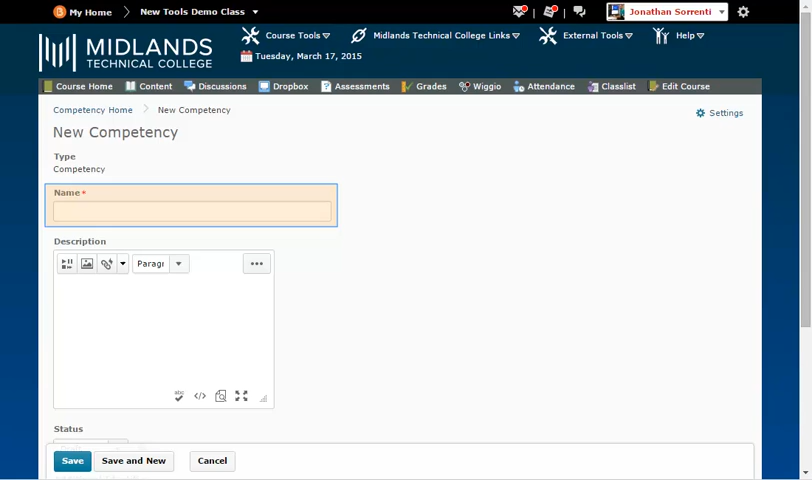 My Home
New Tools Demo Class
Jonathan Sorrenti
MIDLANDS
TECHNICAL COLLEGE
Course Tools
Midlands Technical College Links
External Tools
Help
Tuesday, March 17, 2015
Course Home
Content
Discussions
Dropbox
Assessments
Grades
Wiggio
Attendance
Classlist
Edit Course
Competency Home
New Competency
Settings
New Competency
Type
Competency
Name*
Description
Paragr
abc
Status
Save
Save and New
Cancel